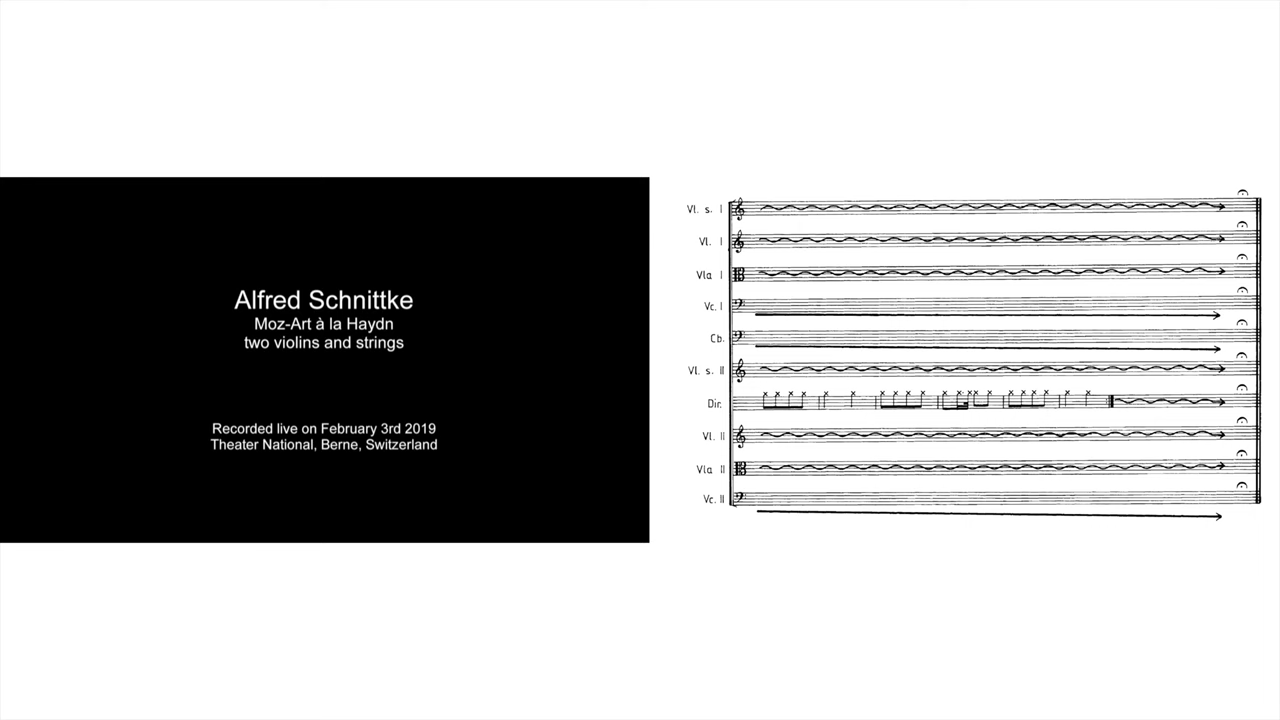 Alfred Schnittke
Moz-Art à la Haydn
two violins and strings
Recorded live on February 3rd 2019
Theater National, Berne, Switzerland
Vl. s. I
Vl. I
Vla I
Vc. I
Cb.
Vl. s. II
Dir.
Vl. II
Vla II
Vc. II